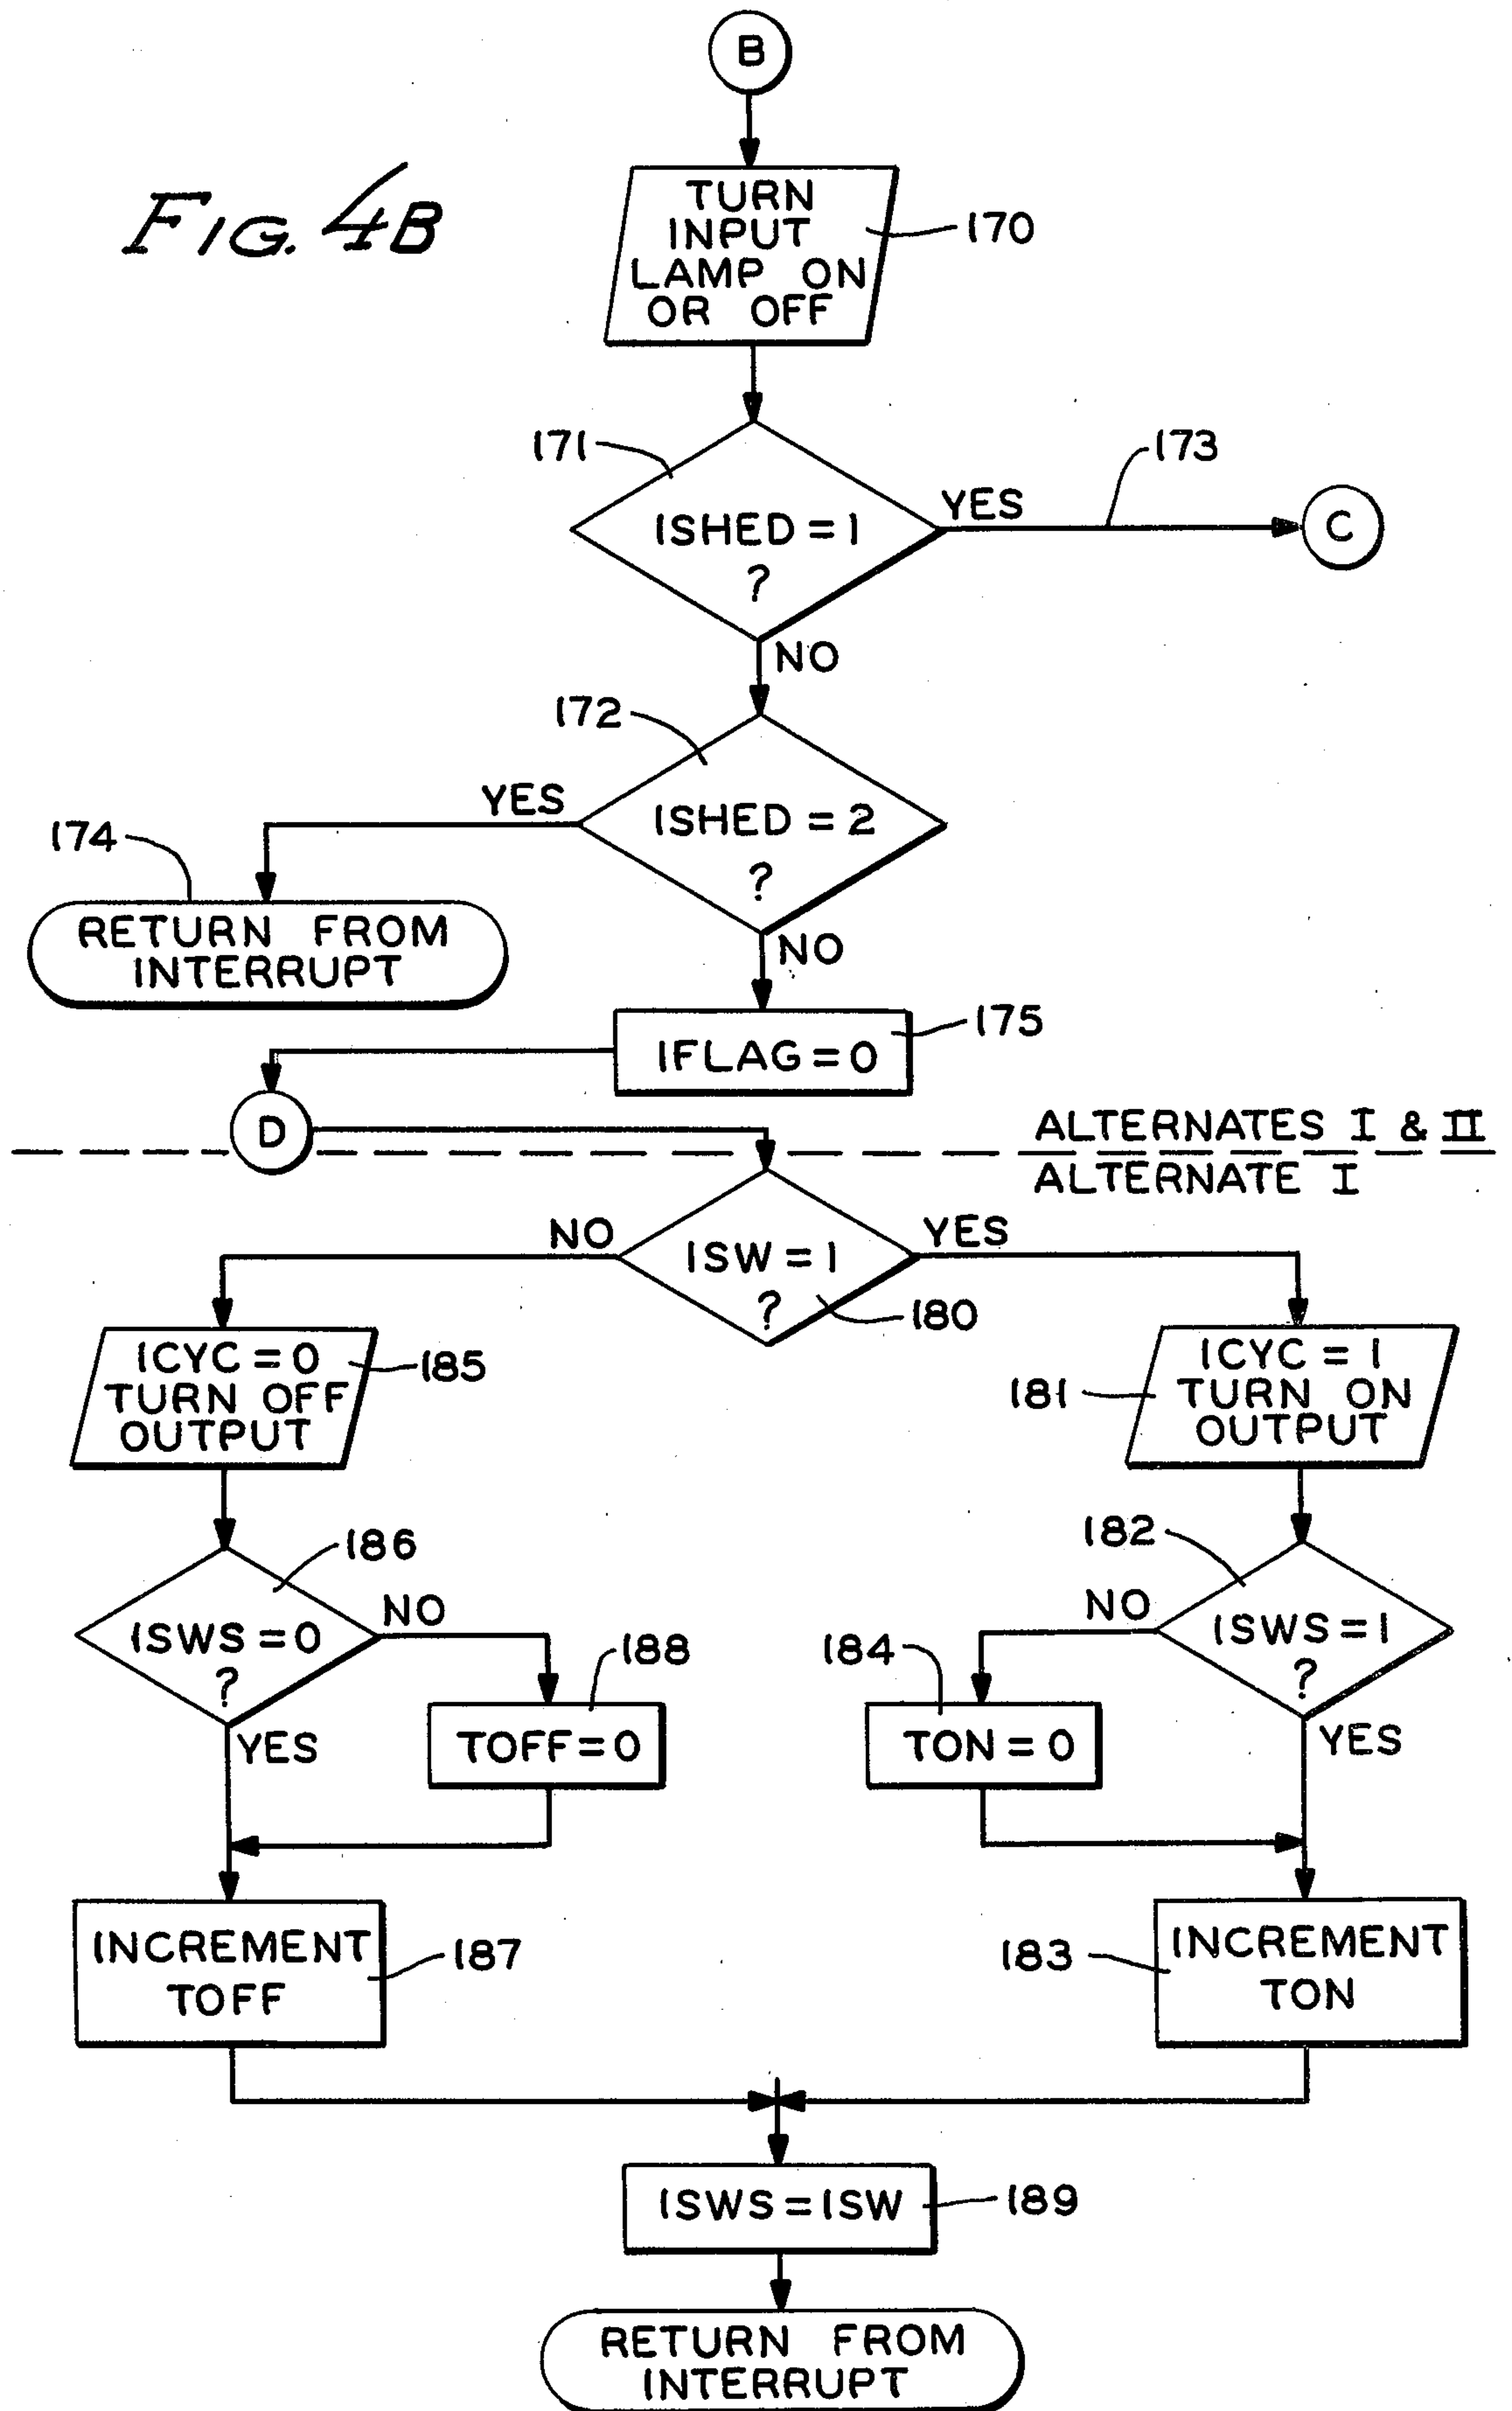 B
FIG. 4B
TURN
INPUT
LAMP ON
OR OFF
170
171
ISHED = 1
?
YES
173
C
NO
172
ISHED = 2
?
YES
174
RETURN FROM
INTERRUPT
NO
IFLAG = 0
175
D
ALTERNATES I & II
ALTERNATE I
ISW = 1
?
180
NO
YES
ICYC = 0
TURN OFF
OUTPUT
185
181
ICYC = 1
TURN ON
OUTPUT
186
ISWS = 0
?
NO
188
TOFF = 0
YES
182
ISWS = 1
?
NO
184
TON = 0
YES
INCREMENT
TOFF
187
183
INCREMENT
TON
ISWS = ISW
189
RETURN FROM
INTERRUPT